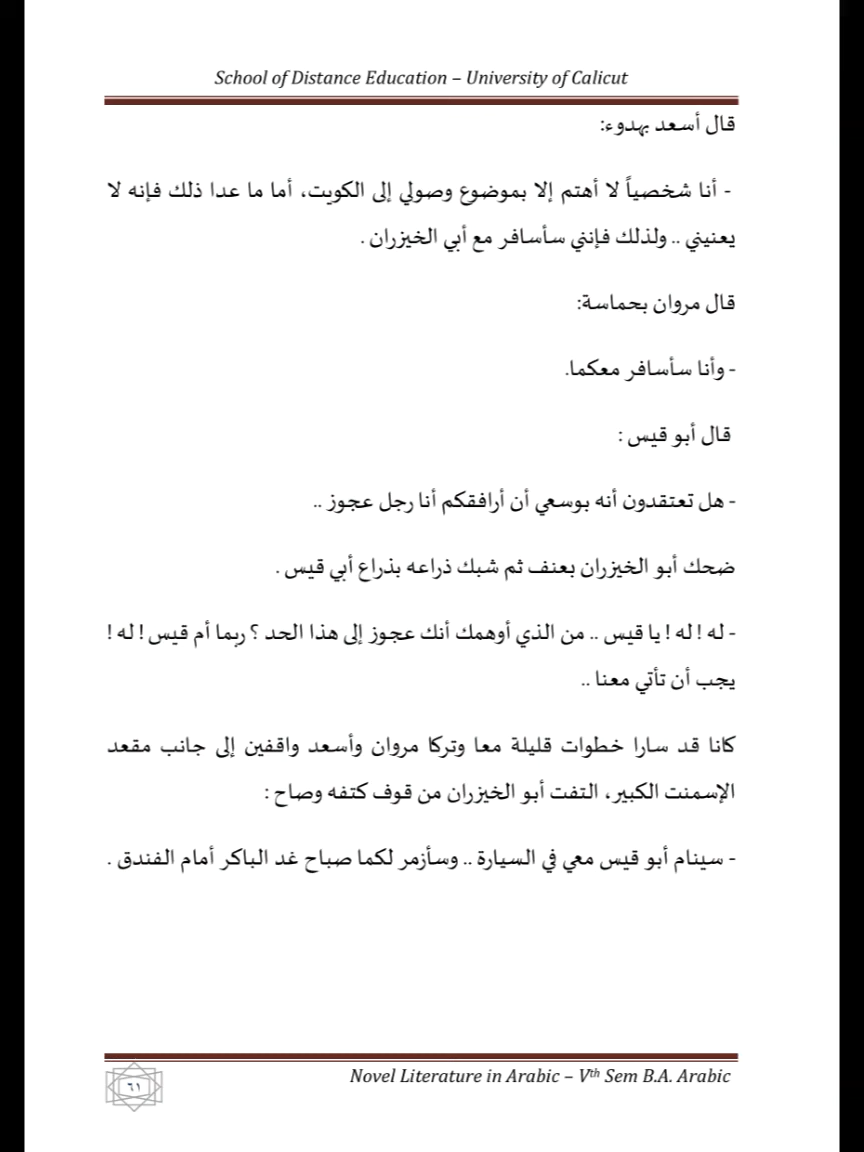 School of Distance Education – University of Calicut
قال أسعد بهدوء:
- أنا شخصياً لا أهتم إلا بموضوع وصولي إلى الكويت، أما ما عدا ذلك فإنه لا
يعنيني .. ولذلك فإنني سأسافر مع أبي الخيزران .
قال مروان بحماسة:
- وأنا سأسافر معكما.
قال أبو قيس :
- هل تعتقدون أنه بوسعي أن أرافقكم أنا رجل عجوز ..
ضحك أبو الخيزران بعنف ثم شبك ذراعه بذراع أبي قيس .
- له ! له ! يا قيس .. من الذي أوهمك أنك عجوز إلى هذا الحد ؟ ربما أم قيس ! له !
يجب أن تأتي معنا ..
كانا قد سارا خطوات قليلة معا وتركا مروان وأسعد واقفين إلى جانب مقعد
الإسمنت الكبير، التفت أبو الخيزران من قوف كتفه وصاح :
- سينام أبو قيس معي في السيارة .. وسأزمر لكما صباح غد الباكر أمام الفندق .
Novel Literature in Arabic – Vth Sem B.A. Arabic
٦١